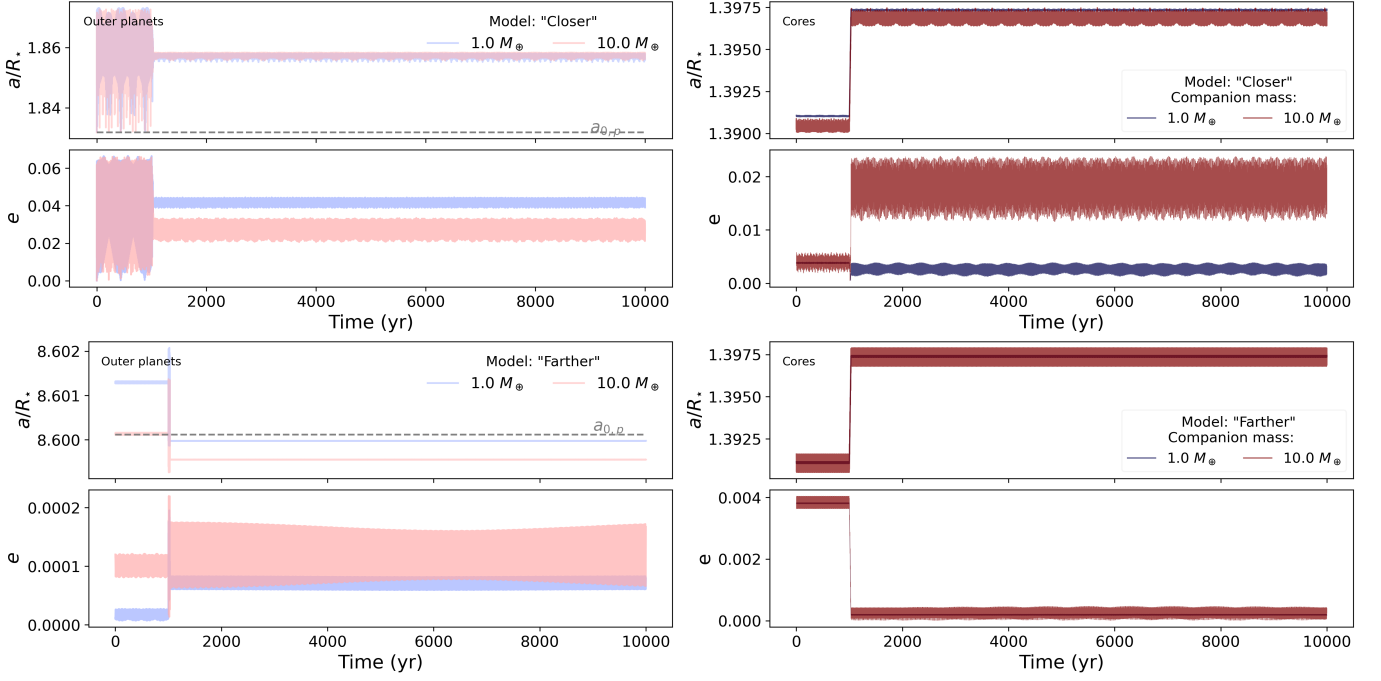 Outer planets
Model: "Closer"
1.0 M⊕ 10.0 M⊕
a/R⋆
1.86
1.84
a₀,ₚ
e
0.06
0.04
0.02
0.00
0 2000 4000 6000 8000 10000
Time (yr)
Cores
a/R⋆
1.3975
1.3950
1.3925
1.3900
Model: "Closer"
Companion mass:
1.0 M⊕ 10.0 M⊕
e
0.02
0.01
0.00
0 2000 4000 6000 8000 10000
Time (yr)
Outer planets
Model: "Farther"
1.0 M⊕ 10.0 M⊕
a/R⋆
8.602
8.601
8.600
a₀,ₚ
e
0.0002
0.0001
0.0000
0 2000 4000 6000 8000 10000
Time (yr)
Cores
a/R⋆
1.3975
1.3950
1.3925
Model: "Farther"
Companion mass:
1.0 M⊕ 10.0 M⊕
e
0.004
0.002
0.000
0 2000 4000 6000 8000 10000
Time (yr)